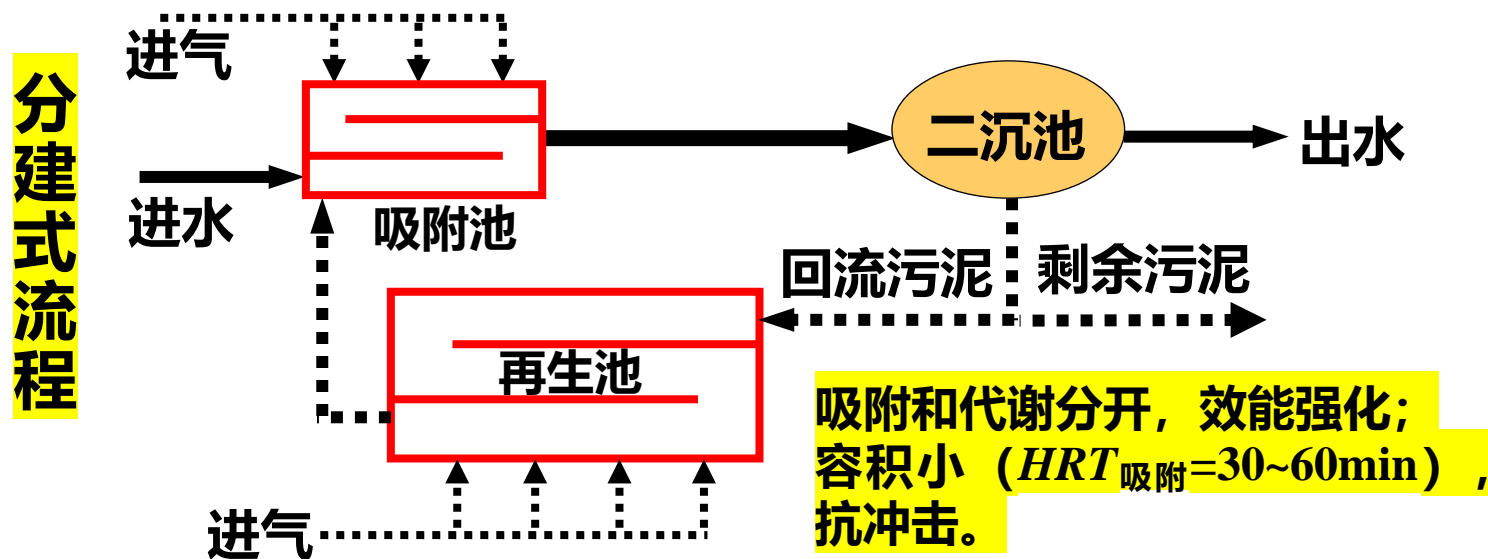 分建式流程
进气
进水
吸附池
二沉池
出水
回流污泥
剩余污泥
再生池
进气
吸附和代谢分开，效能强化；
容积小（HRT吸附=30~60min），
抗冲击。